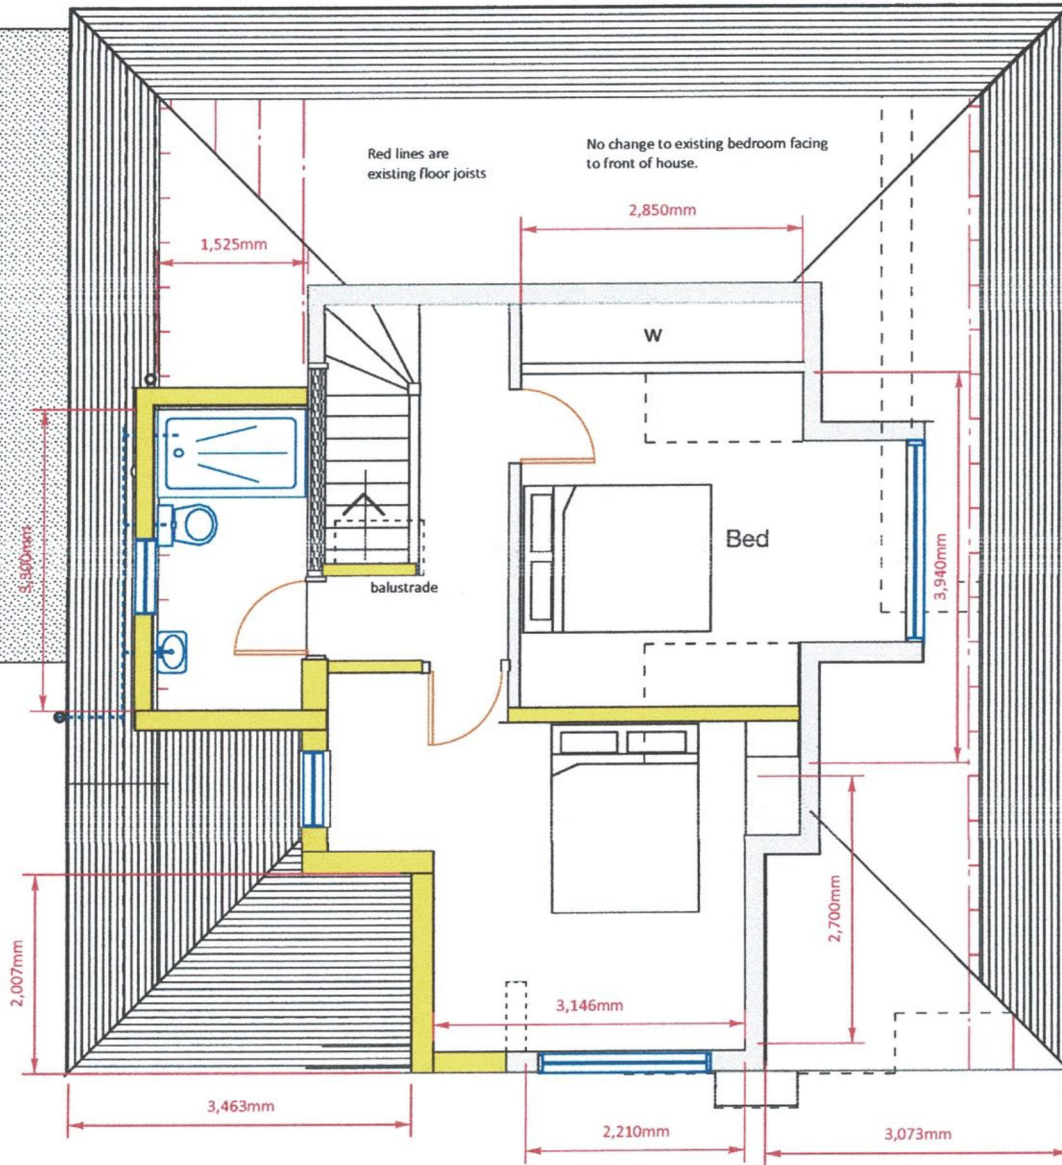 Red lines are
existing floor joists
No change to existing bedroom facing
to front of house.
2,850mm
1,525mm
W
Bed
3,300mm
3,940mm
balustrade
2,700mm
2,007mm
3,146mm
3,463mm
2,210mm
3,073mm